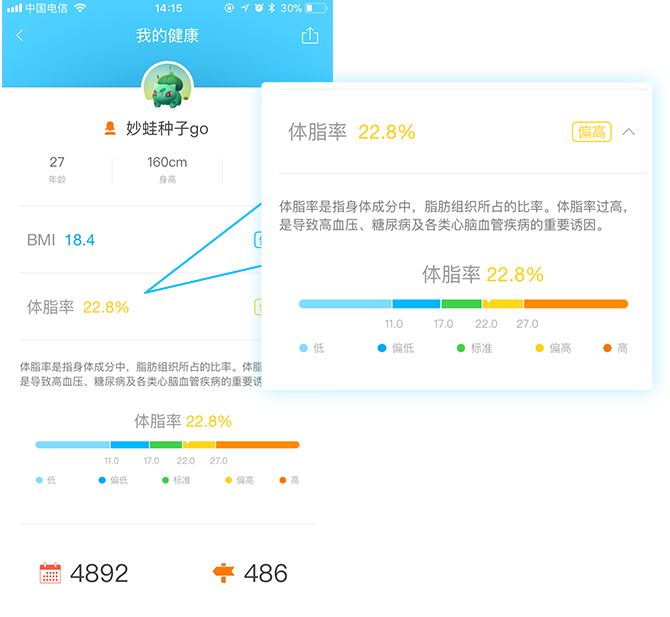 中国电信 14:15 30%
我的健康
妙蛙种子go
27 160cm
年龄 身高
BMI 18.4
体脂率 22.8%
体脂率是指身体成分中，脂肪组织所占的比率。体脂
是导致高血压、糖尿病及各类心脑血管疾病的重要诱
体脂率 22.8%
11.0 17.0 22.0 27.0
低 偏低 标准 偏高 高
4892 486
体脂率 22.8% 偏高
体脂率是指身体成分中，脂肪组织所占的比率。体脂率过高，
是导致高血压、糖尿病及各类心脑血管疾病的重要诱因。
体脂率 22.8%
11.0 17.0 22.0 27.0
低 偏低 标准 偏高 高